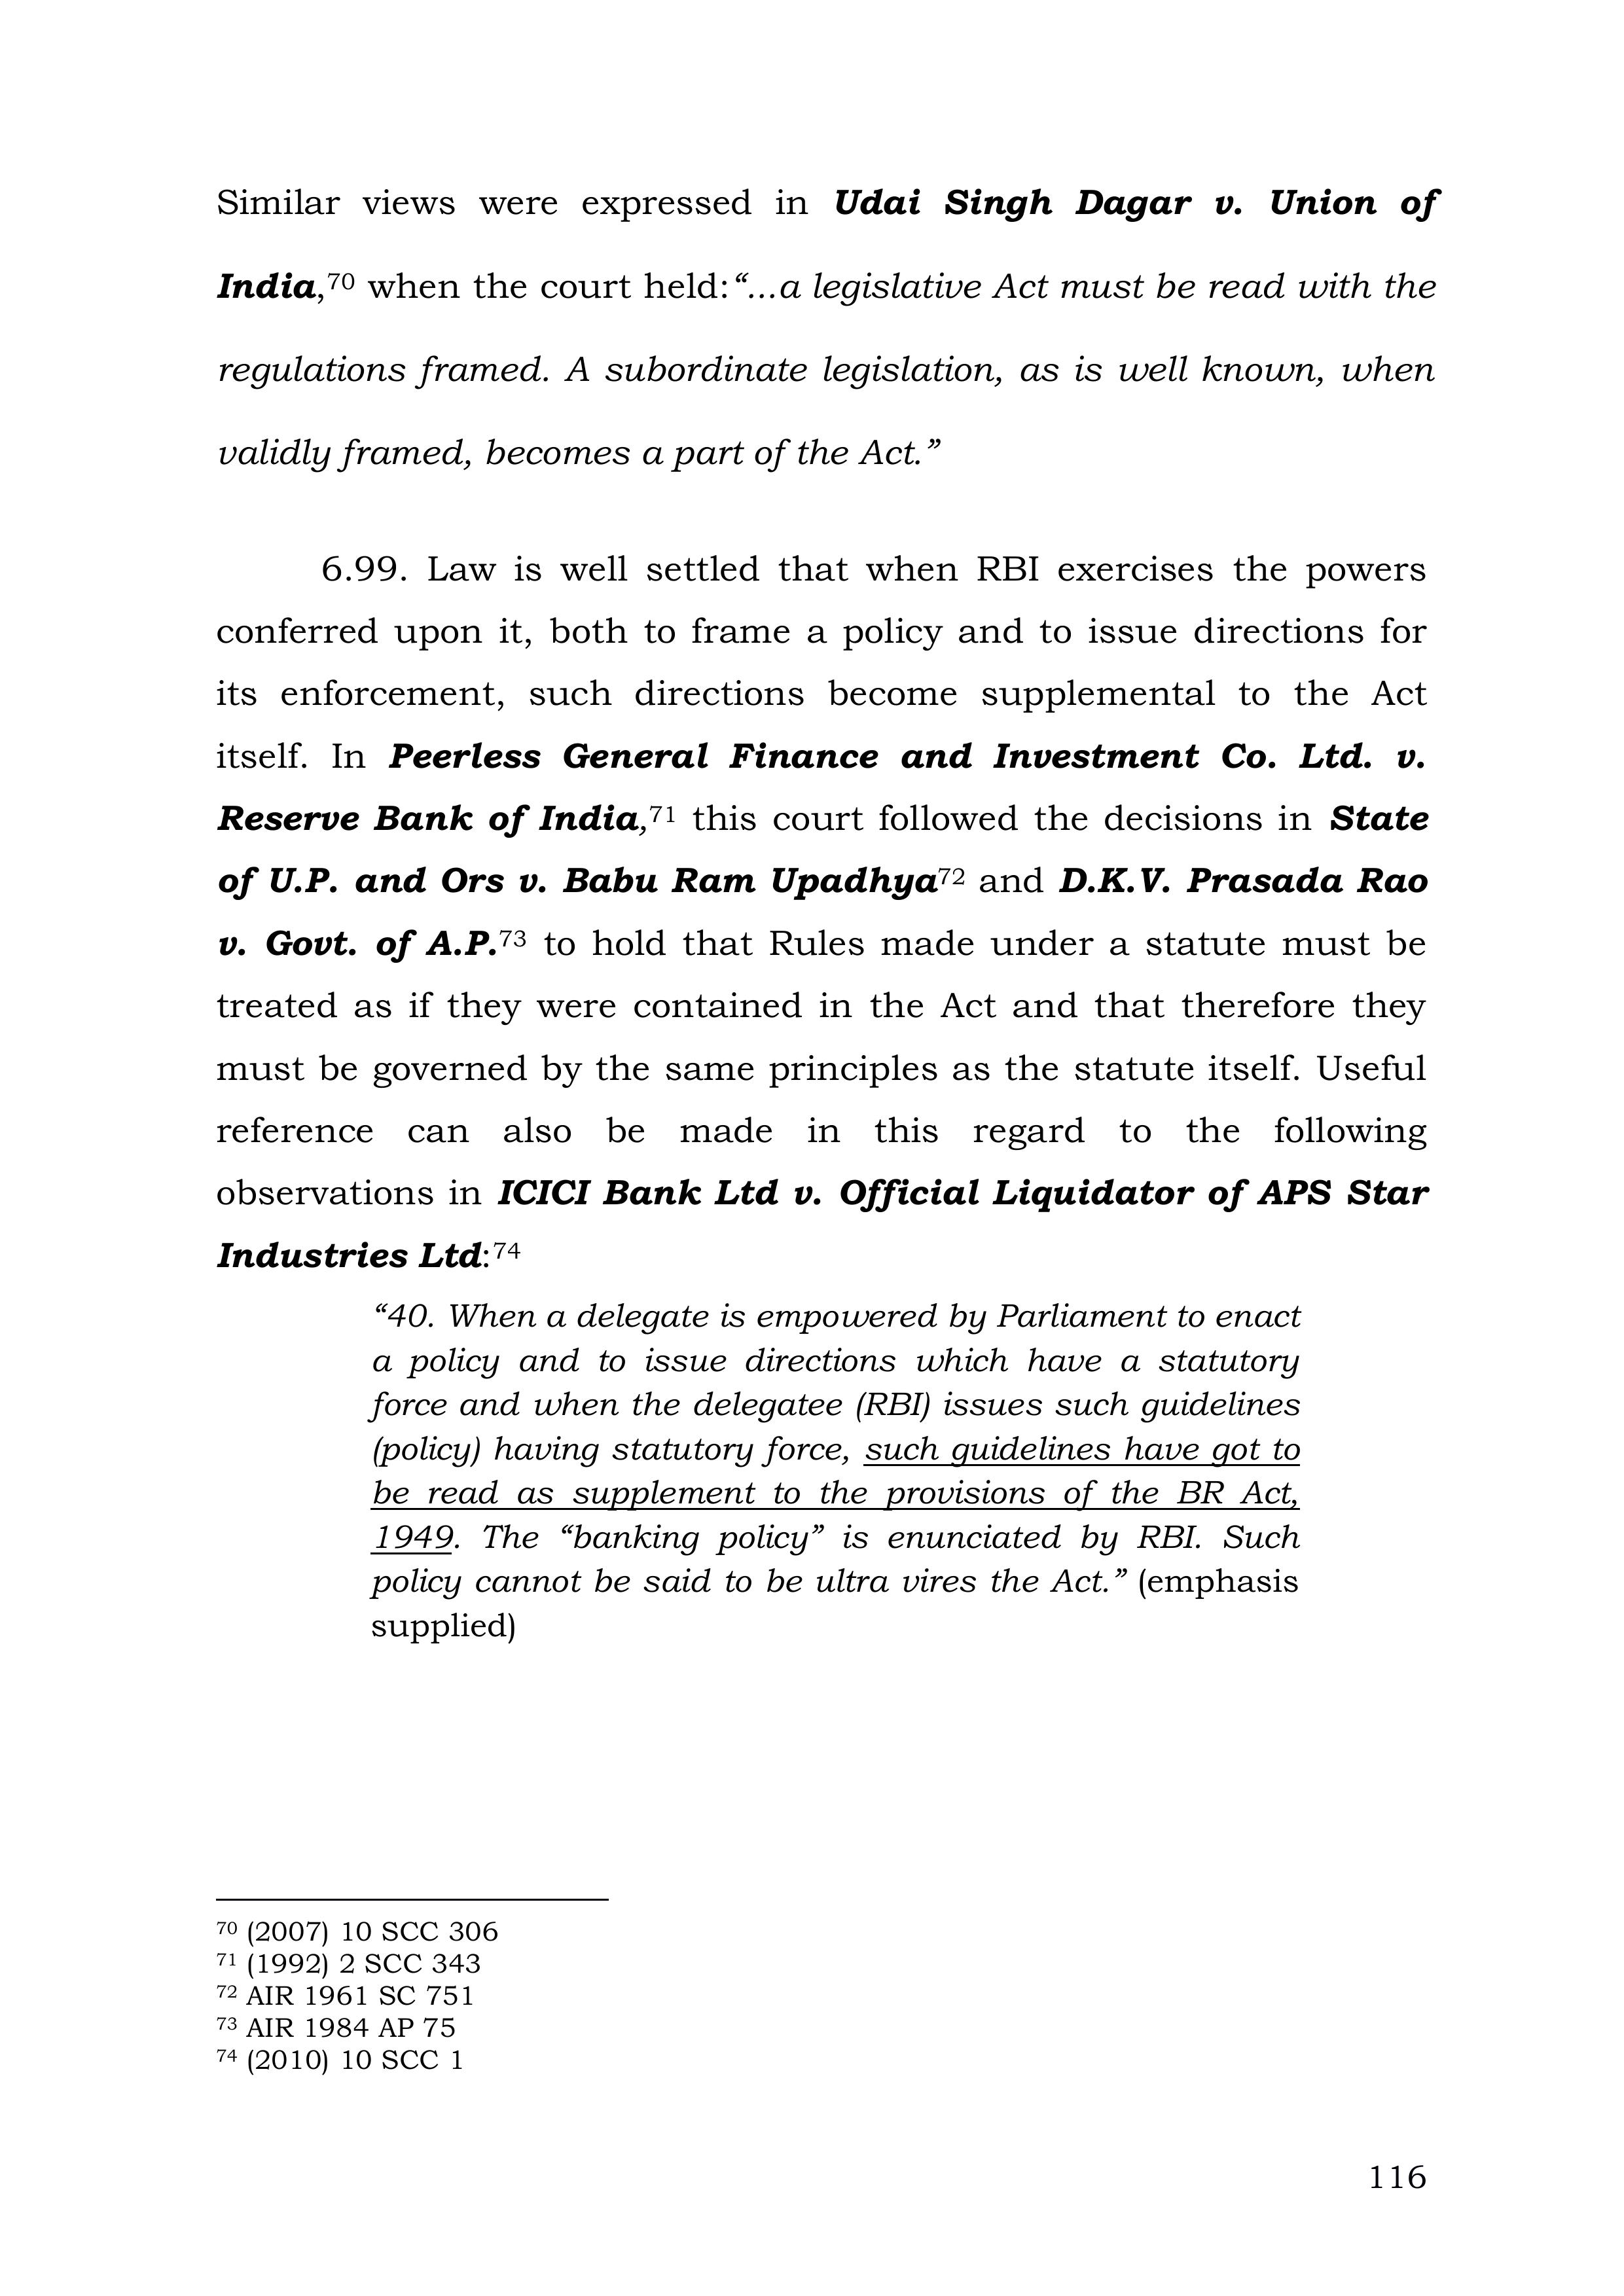 Similar views were expressed in Udai Singh Dagar v. Union of
India,70 when the court held:“…a legislative Act must be read with the
regulations framed. A subordinate legislation, as is well known, when
validly framed, becomes a part of the Act.”
6.99. Law is well settled that when RBI exercises the powers
conferred upon it, both to frame a policy and to issue directions for
its enforcement, such directions become supplemental to the Act
itself. In Peerless General Finance and Investment Co. Ltd. v.
Reserve Bank of India,71 this court followed the decisions in State
of U.P. and Ors v. Babu Ram Upadhya72 and D.K.V. Prasada Rao
v. Govt. of A.P.73 to hold that Rules made under a statute must be
treated as if they were contained in the Act and that therefore they
must be governed by the same principles as the statute itself. Useful
reference can also be made in this regard to the following
observations in ICICI Bank Ltd v. Official Liquidator of APS Star
Industries Ltd:74
“40. When a delegate is empowered by Parliament to enact
a policy and to issue directions which have a statutory
force and when the delegatee (RBI) issues such guidelines
(policy) having statutory force, such guidelines have got to
be read as supplement to the provisions of the BR Act,
1949. The “banking policy” is enunciated by RBI. Such
policy cannot be said to be ultra vires the Act.” (emphasis
supplied)
70 (2007) 10 SCC 306
71 (1992) 2 SCC 343
72 AIR 1961 SC 751
73 AIR 1984 AP 75
74 (2010) 10 SCC 1
116